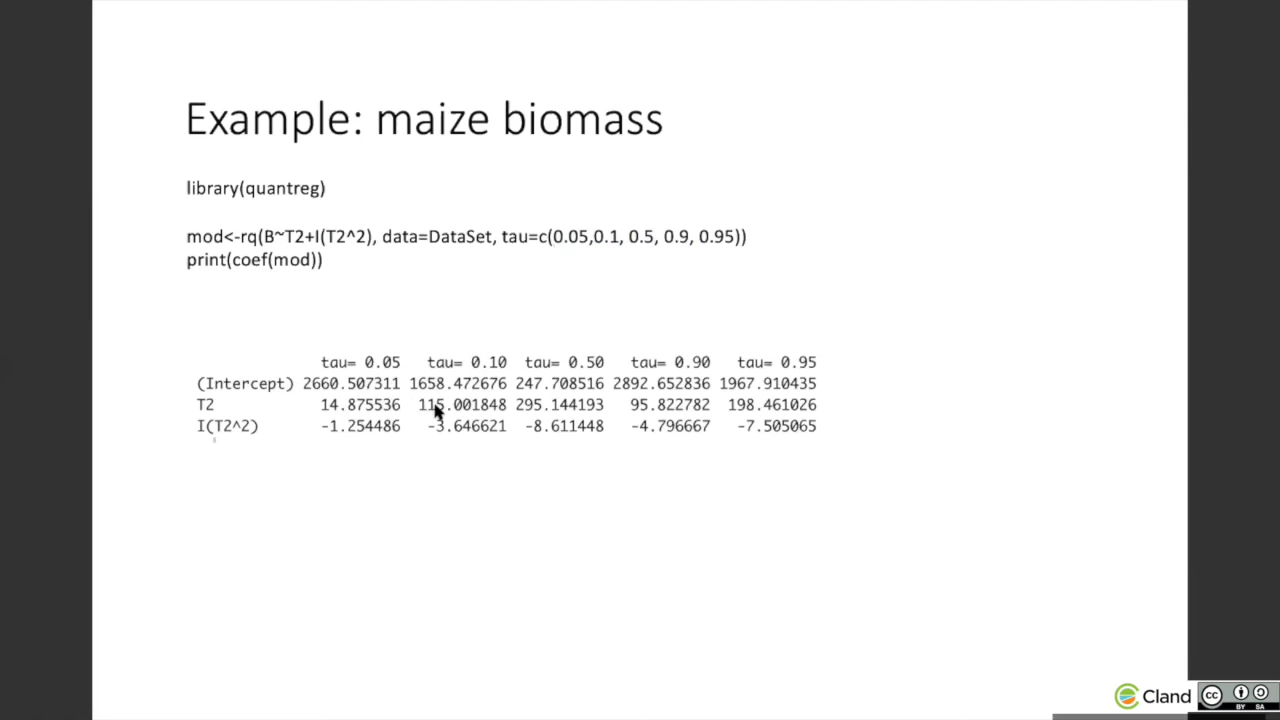 Example: maize biomass
library(quantreg)
mod<-rq(B~T2+I(T2^2), data=DataSet, tau=c(0.05,0.1, 0.5, 0.9, 0.95))
print(coef(mod))
tau= 0.05 tau= 0.10 tau= 0.50 tau= 0.90 tau= 0.95
(Intercept) 2660.507311 1658.472676 247.708516 2892.652836 1967.910435
T2 14.875536 115.001848 295.144193 95.822782 198.461026
I(T2^2) -1.254486 -3.646621 -8.611448 -4.796667 -7.505065
Cland
cc
BY SA